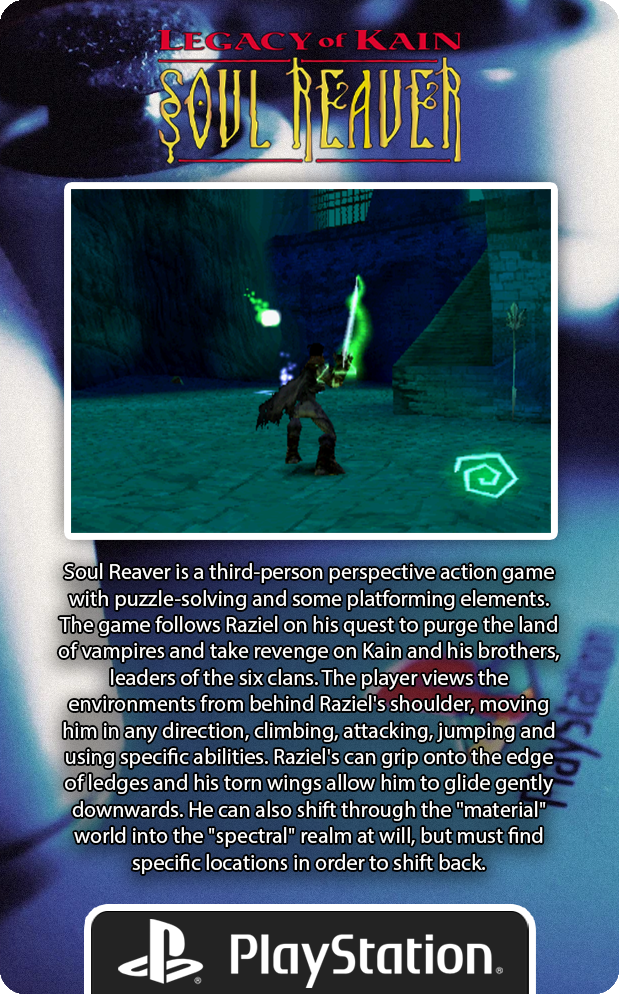 LEGACY of KAIN
SOUL REAVER
Soul Reaver is a third-person perspective action game
with puzzle-solving and some platforming elements.
The game follows Raziel on his quest to purge the land
of vampires and take revenge on Kain and his brothers,
leaders of the six clans. The player views the
environments from behind Raziel's shoulder, moving
him in any direction, climbing, attacking, jumping and
using specific abilities. Raziel's can grip onto the edge
of ledges and his torn wings allow him to glide gently
downwards. He can also shift through the "material"
world into the "spectral" realm at will, but must find
specific locations in order to shift back.
PlayStation
PlayStation®